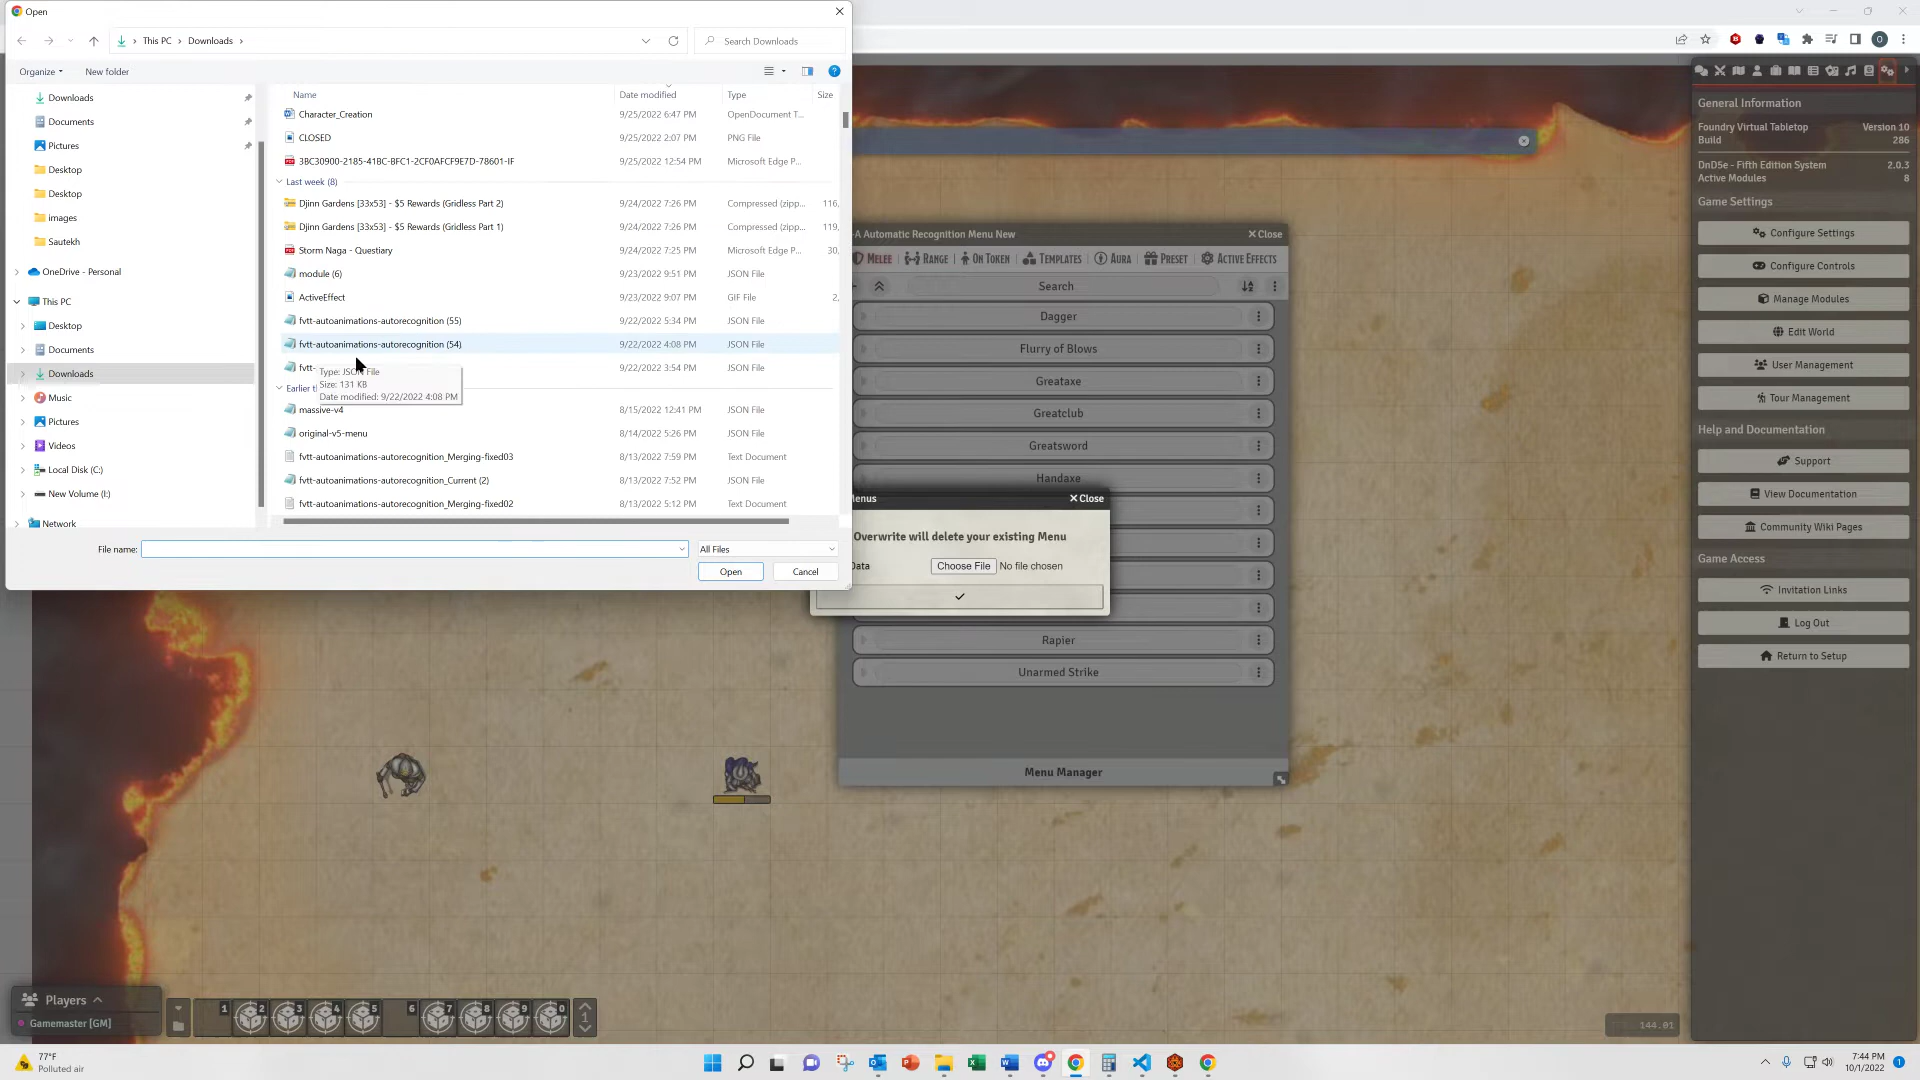 Open
This PC > Downloads >
Search Downloads
Organize
New folder
Name
Date modified
Type
Size
Downloads
Documents
Pictures
Desktop
Desktop
images
Sautekh
OneDrive - Personal
This PC
Desktop
Documents
Downloads
Music
Pictures
Videos
Local Disk (C:)
New Volume (I:)
Network
Character_Creation 9/25/2022 6:47 PM OpenDocument T...
CLOSED 9/25/2022 2:07 PM PNG File
3BC30900-2185-41BC-BFC1-2CF0AFCF9E7D-78601-IF 9/25/2022 12:54 PM Microsoft Edge P...
Last week (8)
Djinn Gardens [33x53] - $5 Rewards (Gridless Part 2) 9/24/2022 7:26 PM Compressed (zipp... 116,
Djinn Gardens [33x53] - $5 Rewards (Gridless Part 1) 9/24/2022 7:26 PM Compressed (zipp... 119,
Storm Naga - Questiary 9/24/2022 7:25 PM Microsoft Edge P... 30,
module (6) 9/23/2022 9:51 PM JSON File
ActiveEffect 9/23/2022 9:07 PM GIF File 2,
fvtt-autoanimations-autorecognition (55) 9/22/2022 5:34 PM JSON File
fvtt-autoanimations-autorecognition (54) 9/22/2022 4:08 PM JSON File
fvtt- 9/22/2022 3:54 PM JSON File
Type: JSON File
Size: 131 KB
Date modified: 9/22/2022 4:08 PM
Earlier t
massive-v4 8/15/2022 12:41 PM JSON File
original-v5-menu 8/14/2022 5:26 PM JSON File
fvtt-autoanimations-autorecognition_Merging-fixed03 8/13/2022 7:59 PM Text Document
fvtt-autoanimations-autorecognition_Current (2) 8/13/2022 7:52 PM JSON File
fvtt-autoanimations-autorecognition_Merging-fixed02 8/13/2022 5:12 PM Text Document
File name:
All Files
Open
Cancel
-A Automatic Recognition Menu New
Close
MELEE
RANGE
ON TOKEN
TEMPLATES
AURA
PRESET
ACTIVE EFFECTS
Search
Dagger
Flurry of Blows
Greataxe
Greatclub
Greatsword
Handaxe
Menus
Close
Overwrite will delete your existing Menu
Data
Choose File No file chosen
Rapier
Unarmed Strike
Menu Manager
General Information
Foundry Virtual Tabletop Version 10
Build 286
DnD5e - Fifth Edition System 2.0.3
Active Modules 8
Game Settings
Configure Settings
Configure Controls
Manage Modules
Edit World
User Management
Tour Management
Help and Documentation
Support
View Documentation
Community Wiki Pages
Game Access
Invitation Links
Log Out
Return to Setup
Players
Gamemaster [GM]
1 2 3 4 5 6 7 8 9 0
1
144.01
77°F
Polluted air
7:44 PM
10/1/2022
1